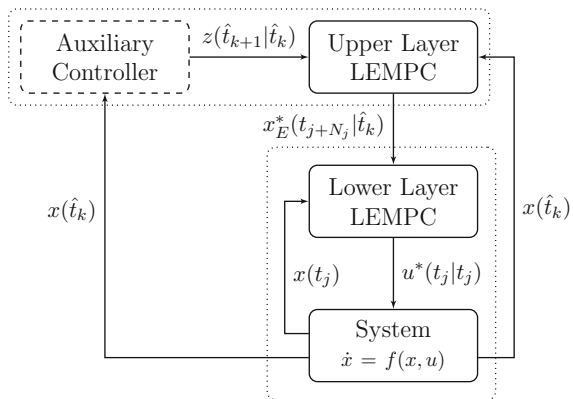 Auxiliary
Controller
z(t̂_{k+1}|t̂_k)
Upper Layer
LEMPC
x*_E(t_{j+N_j}|t̂_k)
Lower Layer
LEMPC
x(t̂_k)
x(t̂_k)
x(t_j)
u*(t_j|t_j)
System
ẋ = f(x, u)